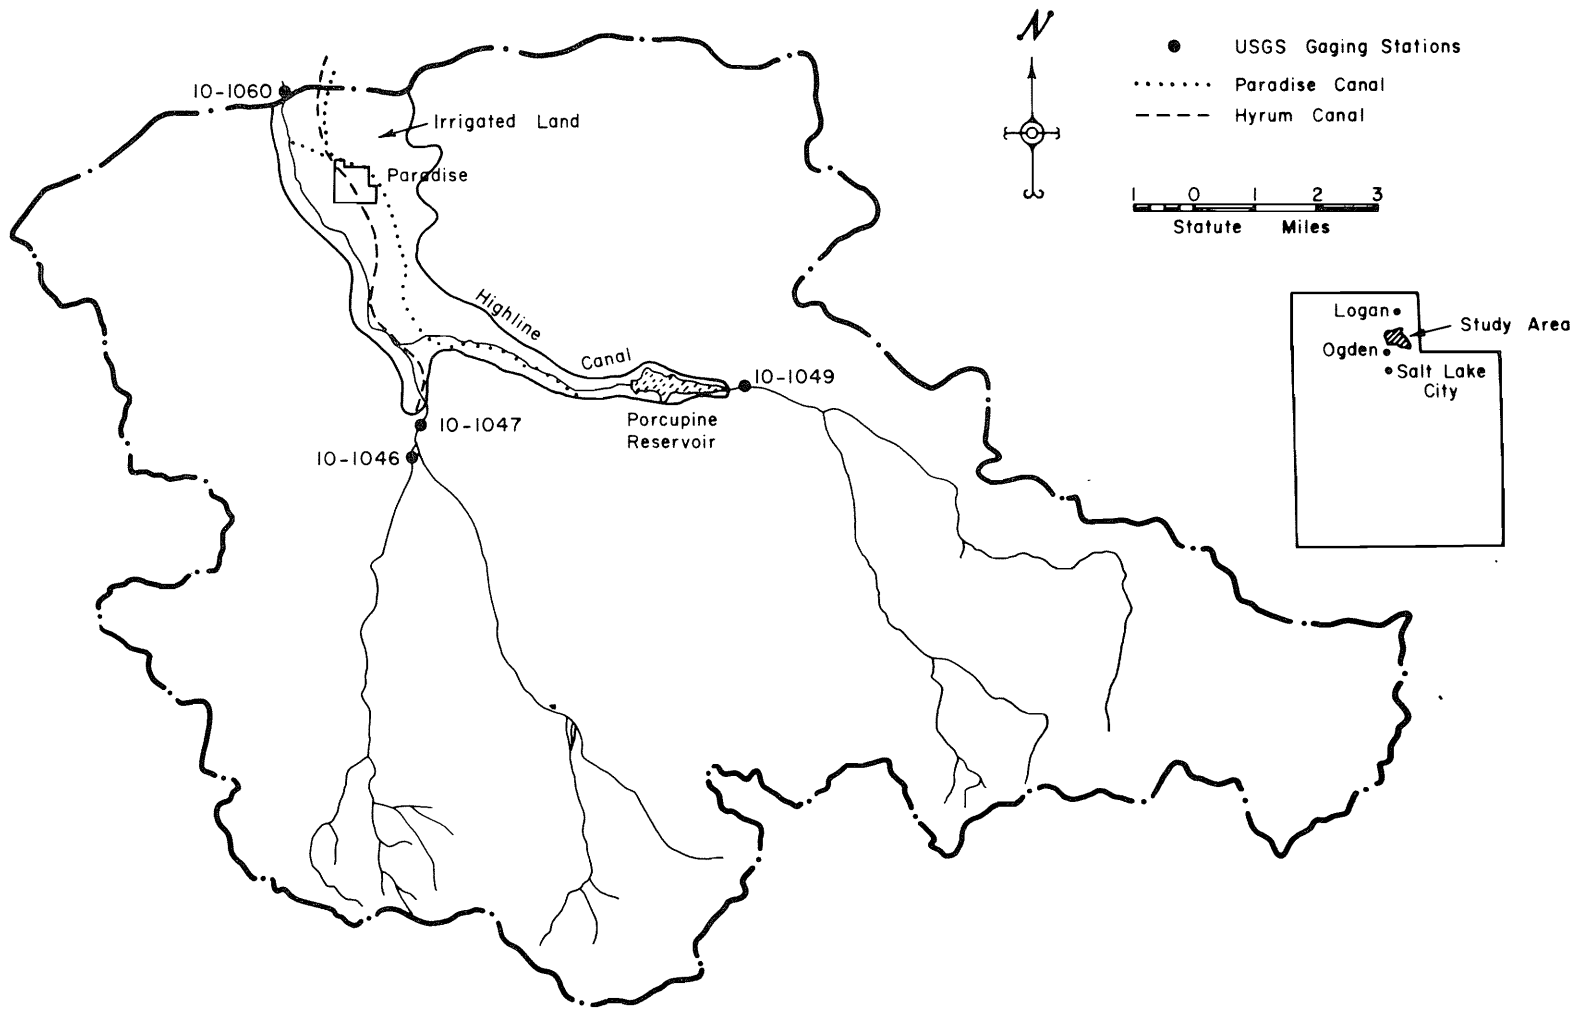 N
USGS Gaging Stations
Paradise Canal
Hyrum Canal
10-1060
Irrigated Land
Paradise
1 0 1 2 3
Statute Miles
Highline
Canal
Logan
Study Area
Ogden
Salt Lake
City
10-1049
Porcupine
Reservoir
10-1047
10-1046